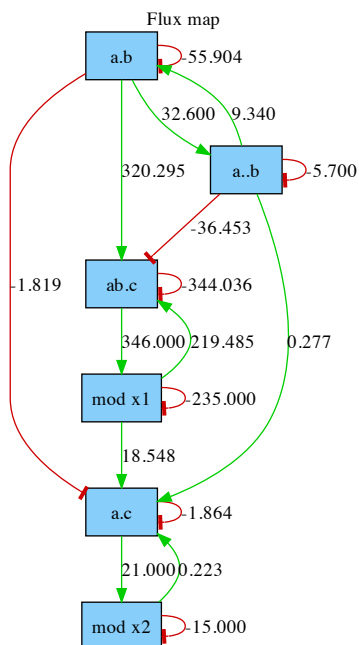 Flux map
a.b
-55.904
32.600
9.340
320.295
a..b
-5.700
-36.453
ab.c
-344.036
-1.819
346.000
219.485
0.277
mod x1
-235.000
18.548
a.c
-1.864
21.000
0.223
mod x2
-15.000